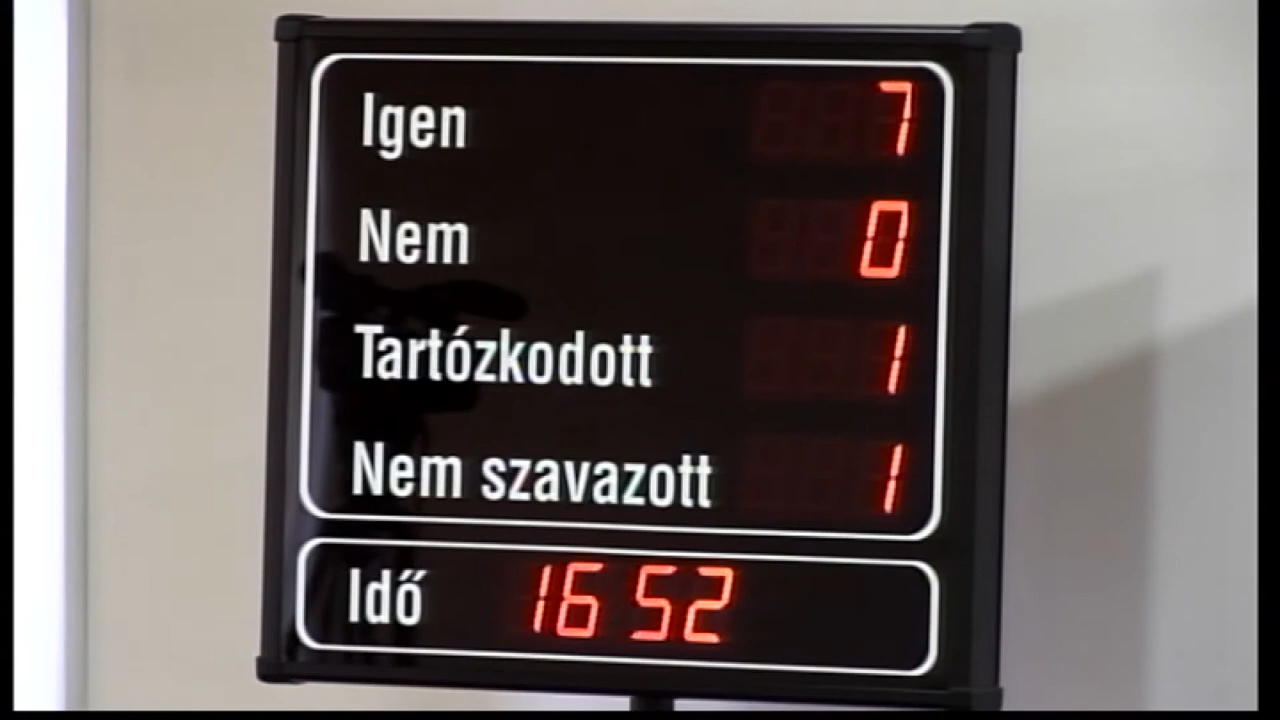 Igen 7
Nem 0
Tartózkodott 1
Nem szavazott 1
Idő 16 52